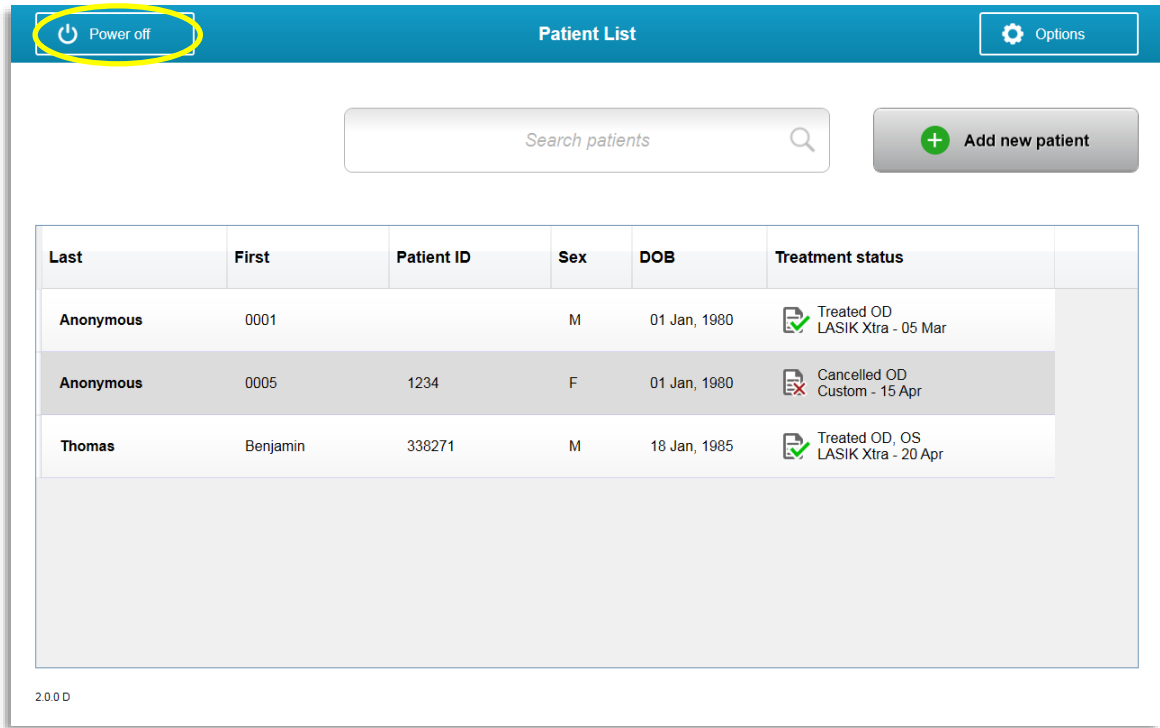 Power off
Patient List
Options
Search patients
Add new patient
Last First Patient ID Sex DOB Treatment status
Anonymous 0001 M 01 Jan, 1980 Treated OD
LASIK Xtra - 05 Mar
Anonymous 0005 1234 F 01 Jan, 1980 Cancelled OD
Custom - 15 Apr
Thomas Benjamin 338271 M 18 Jan, 1985 Treated OD, OS
LASIK Xtra - 20 Apr
2.0.0 D